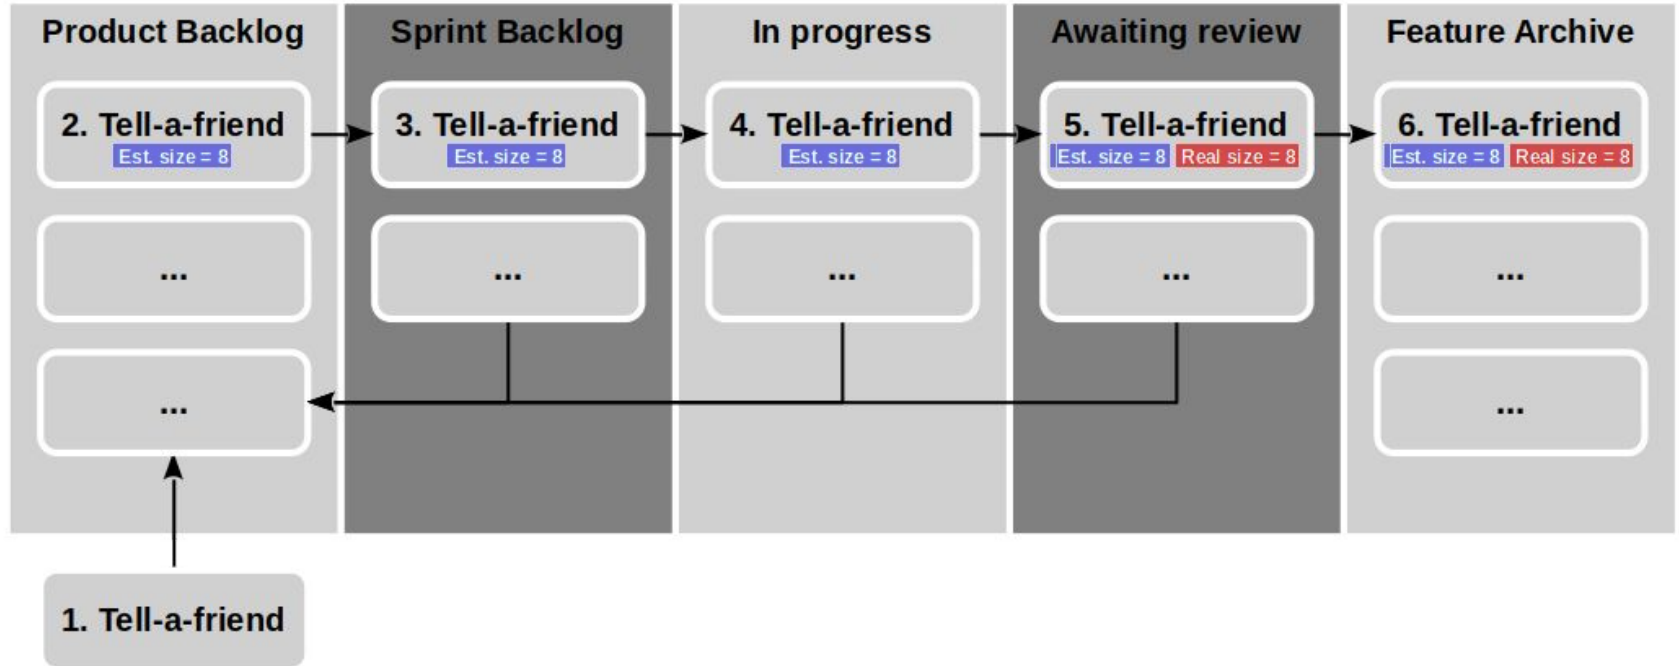 Product Backlog
Sprint Backlog
In progress
Awaiting review
Feature Archive
2. Tell-a-friend
Est. size = 8
3. Tell-a-friend
Est. size = 8
4. Tell-a-friend
Est. size = 8
5. Tell-a-friend
Est. size = 8 Real size = 8
6. Tell-a-friend
Est. size = 8 Real size = 8
...
...
...
...
...
...
...
1. Tell-a-friend